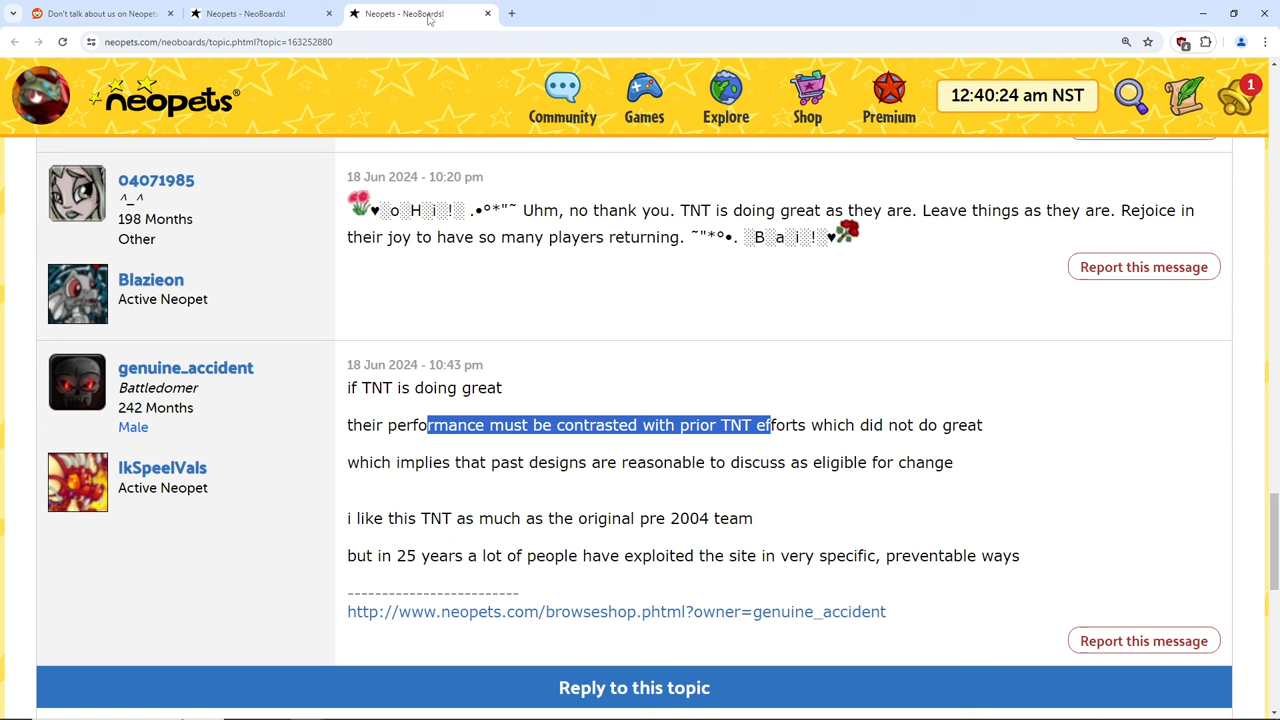 Don't talk about us on Neopets
Neopets - NeoBoards!
Neopets - NeoBoards!
neopets.com/neoboards/topic.phtml?topic=163252880
4
neopets®
Community
Games
Explore
Shop
Premium
12:40:24 am NST
1
04071985
^_^
198 Months
Other
Blazieon
Active Neopet
18 Jun 2024 - 10:20 pm
♥░o░H░i░!░ .•°*"˜ Uhm, no thank you. TNT is doing great as they are. Leave things as they are. Rejoice in
their joy to have so many players returning. ˜"*°•. ░B░a░i░!░♥
Report this message
genuine_accident
Battledomer
242 Months
Male
IkSpeelVals
Active Neopet
18 Jun 2024 - 10:43 pm
if TNT is doing great
their performance must be contrasted with prior TNT efforts which did not do great
which implies that past designs are reasonable to discuss as eligible for change
i like this TNT as much as the original pre 2004 team
but in 25 years a lot of people have exploited the site in very specific, preventable ways
-------------------------
http://www.neopets.com/browseshop.phtml?owner=genuine_accident
Report this message
Reply to this topic